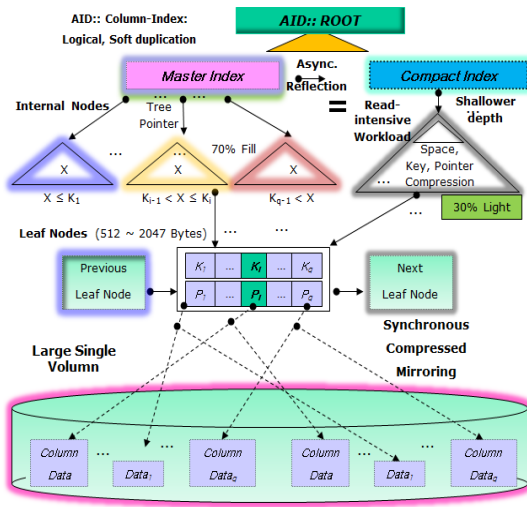 AID:: Column-Index:
Logical, Soft duplication
AID:: ROOT
Master Index
Async.
Reflection
Compact Index
Internal Nodes
...
...
Tree
Pointer
=
Read-
intensive
Workload
Shallower
depth
70% Fill
X
...
...
X
X
Space,
Key, Pointer
Compression
...
X ≤ K1
Ki-1 < X ≤ Ki
Kq-1 < X
...
30% Light
Leaf Nodes (512 ~ 2047 Bytes)
...
...
Previous
Leaf Node
K1 ... Ki ... Kq
P1 ... Pi ... Pq
Next
Leaf Node
Large Single
Volumn
Synchronous
Compressed
Mirroring
Column
Data
...
Data1
...
Column
Dataq
Column
Data
...
Data1
...
Column
Dataq